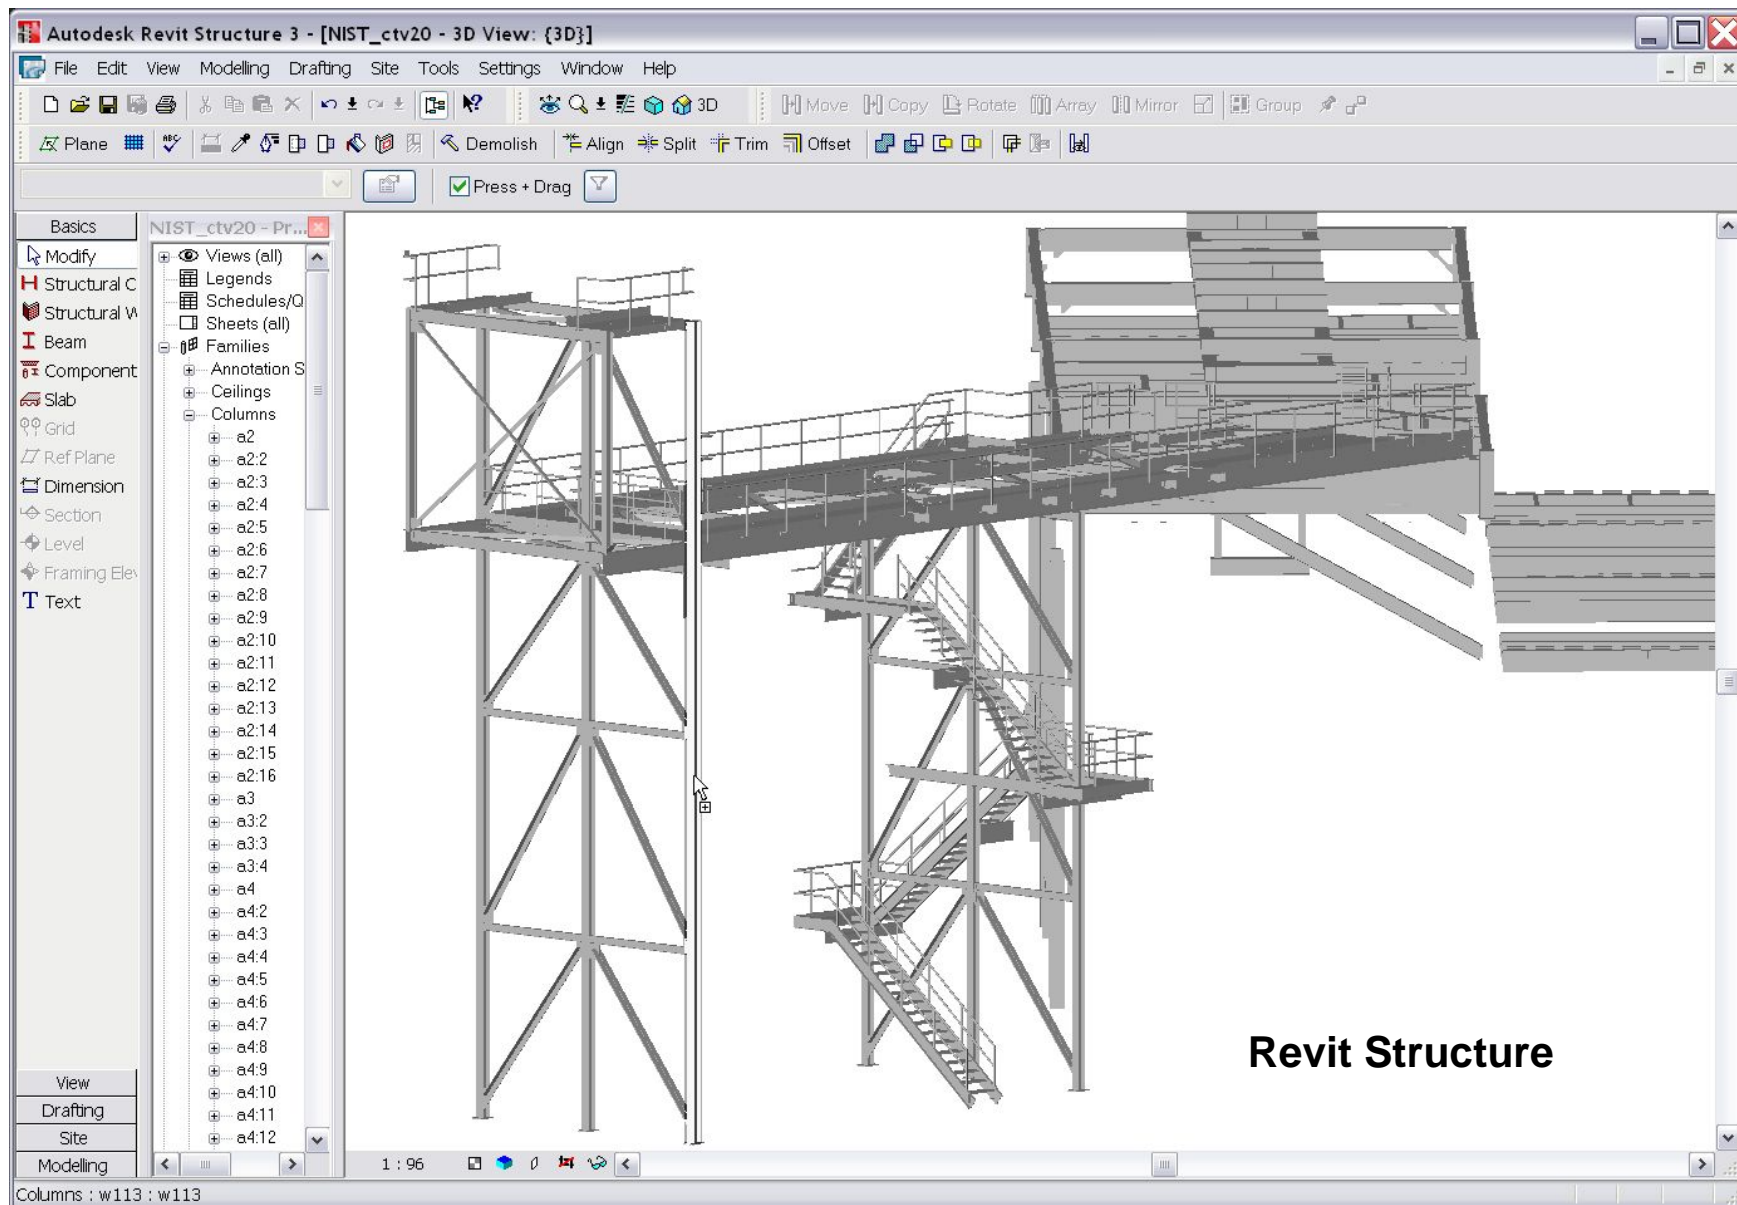 Autodesk Revit Structure 3 - [NIST_ctv20 - 3D View: {3D}]
File Edit View Modelling Drafting Site Tools Settings Window Help
3D Move Copy Rotate Array Mirror Group
Plane Demolish Align Split Trim Offset
Press + Drag
Basics
Modify
Structural C
Structural W
Beam
Component
Slab
Grid
Ref Plane
Dimension
Section
Level
Framing Elev
T Text
View
Drafting
Site
Modelling
NIST_ctv20 - Pr...
Views (all)
Legends
Schedules/Q
Sheets (all)
Families
Annotation S
Ceilings
Columns
a2
a2:2
a2:3
a2:4
a2:5
a2:6
a2:7
a2:8
a2:9
a2:10
a2:11
a2:12
a2:13
a2:14
a2:15
a2:16
a3
a3:2
a3:3
a3:4
a4
a4:2
a4:3
a4:4
a4:5
a4:6
a4:7
a4:8
a4:9
a4:10
a4:11
a4:12
Revit Structure
1 : 96
Columns : w113 : w113